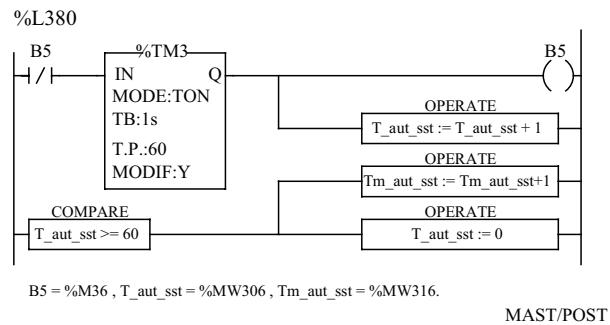 %L380
B5
%TM3
B5
IN Q
MODE:TON
TB:1s
T.P.:60
MODIF:Y
OPERATE
T_aut_sst := T_aut_sst + 1
OPERATE
Tm_aut_sst := Tm_aut_sst+1
COMPARE
T_aut_sst >= 60
OPERATE
T_aut_sst := 0
B5 = %M36 , T_aut_sst = %MW306 , Tm_aut_sst = %MW316.
MAST/POST